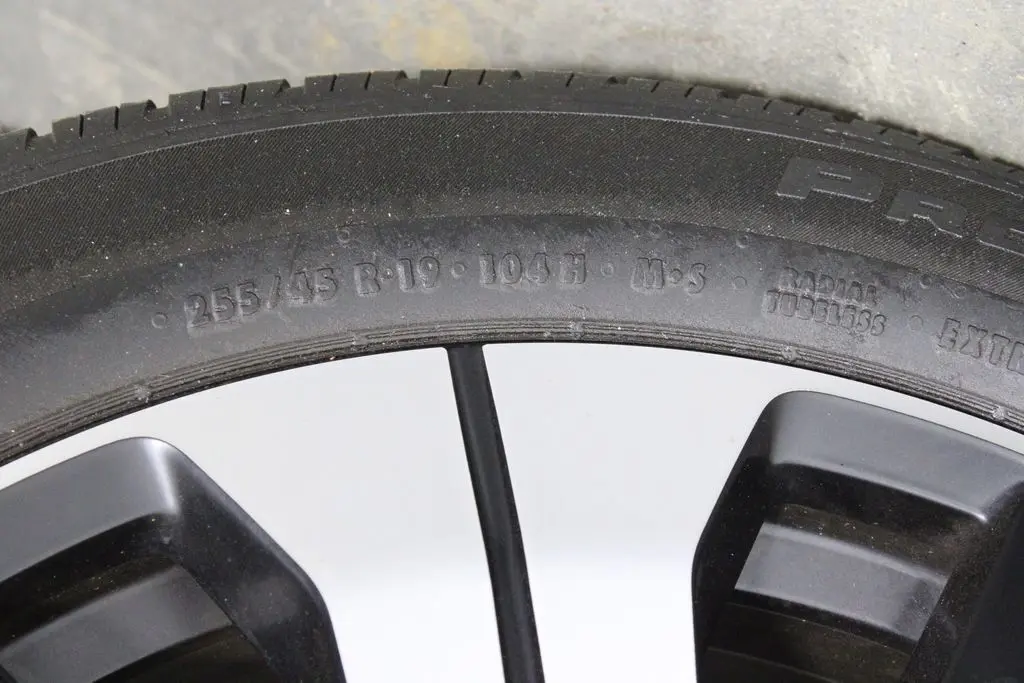 PRE
255/45 R·19 · 104H · M·S · RADIAL TUBELESS · EXTR